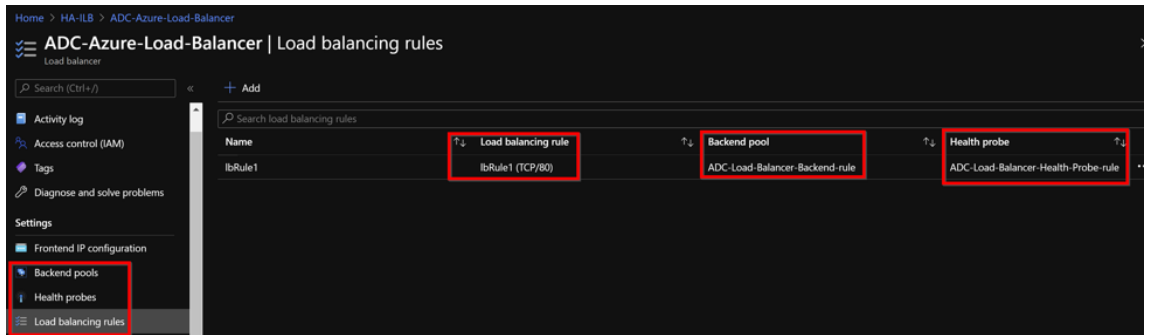 Home > HA-ILB > ADC-Azure-Load-Balancer
ADC-Azure-Load-Balancer | Load balancing rules
Load balancer
Search (Ctrl+/)
«
+ Add
Activity log
Access control (IAM)
Tags
Diagnose and solve problems
Settings
Frontend IP configuration
Backend pools
Health probes
Load balancing rules
Search load balancing rules
Name ↑↓ Load balancing rule ↑↓ Backend pool ↑↓ Health probe ↑↓
lbRule1 lbRule1 (TCP/80) ADC-Load-Balancer-Backend-rule ADC-Load-Balancer-Health-Probe-rule